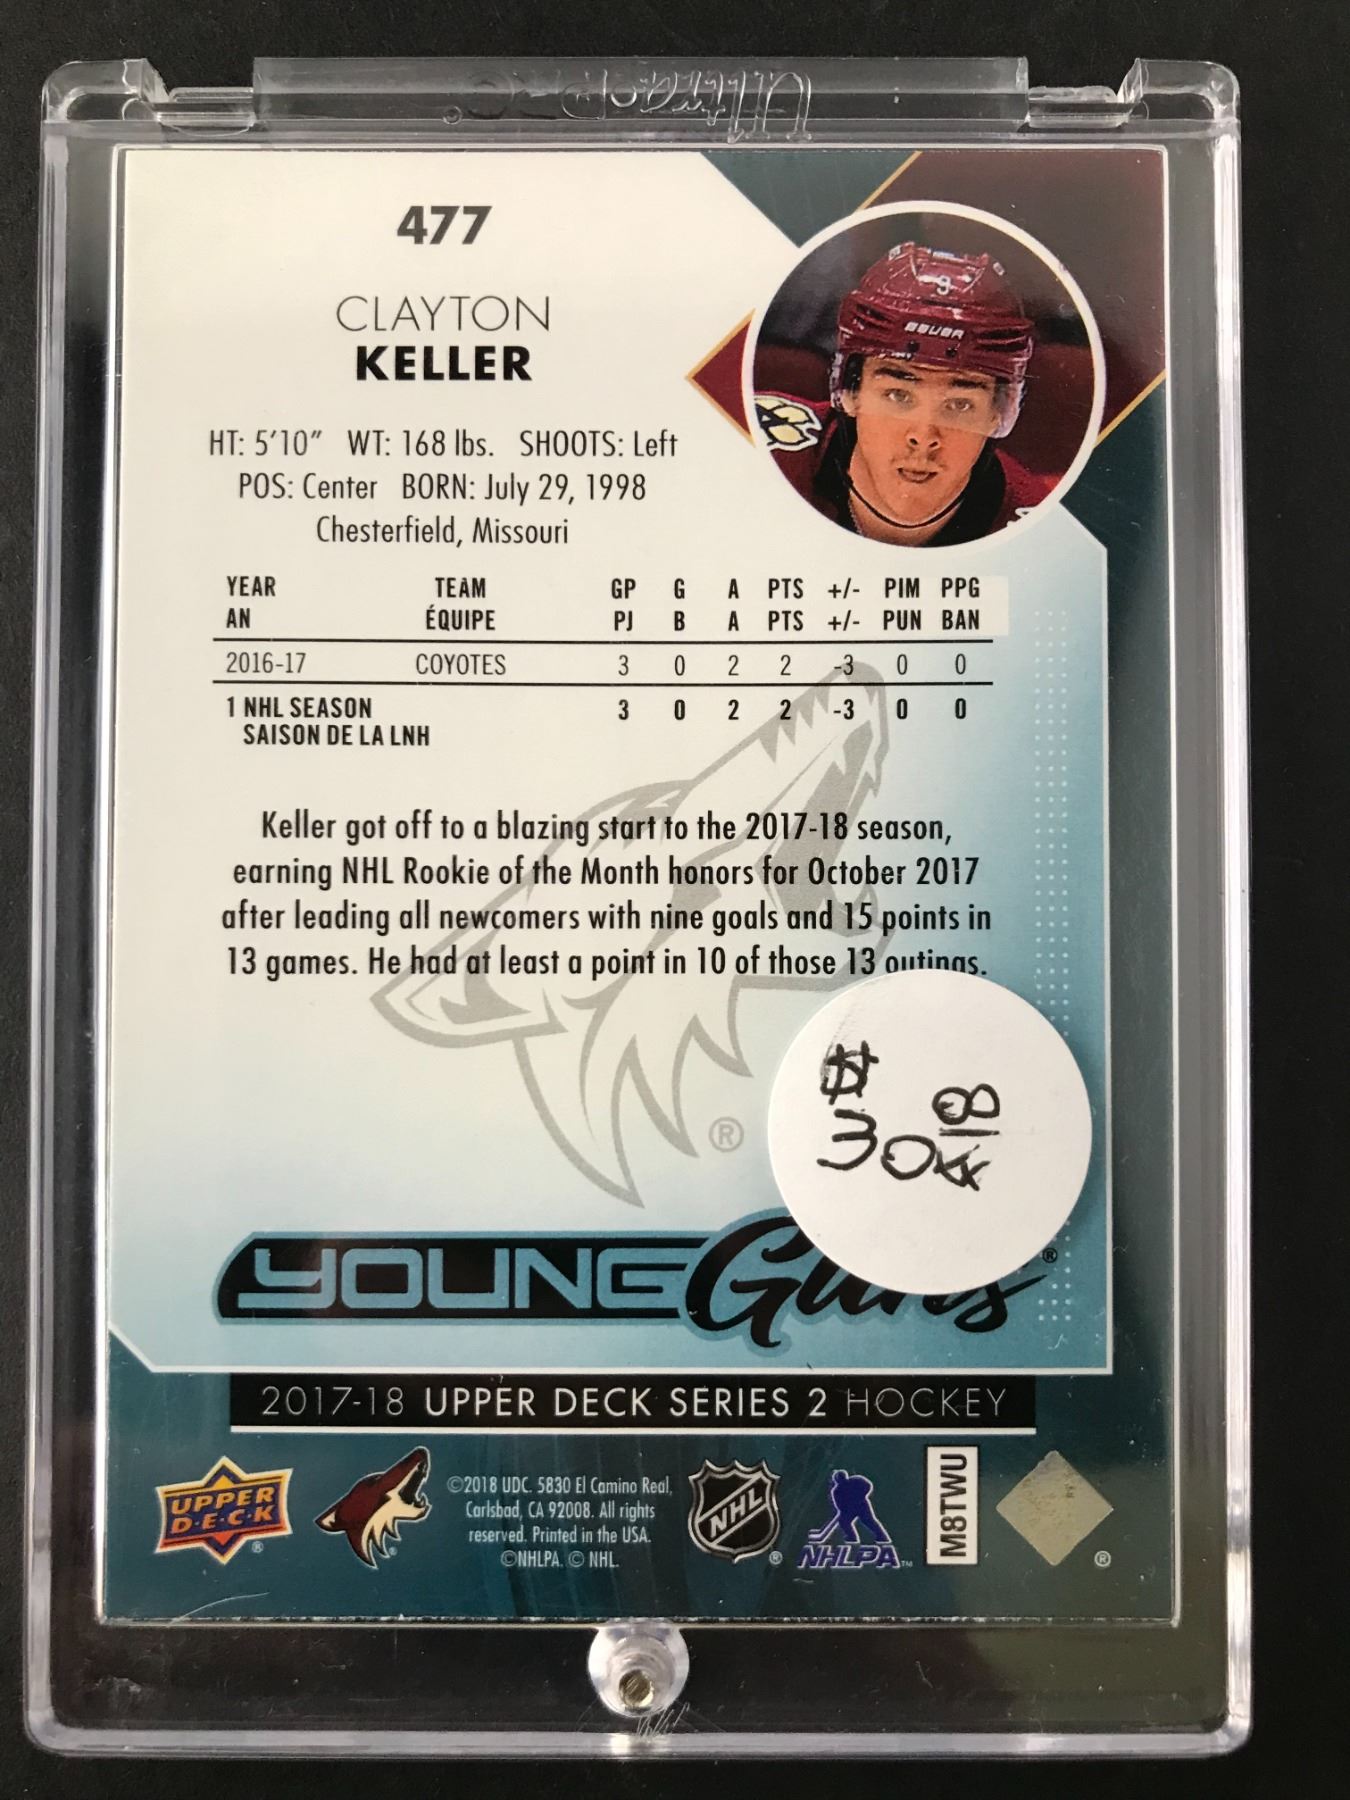 Ultra PRO
477
CLAYTON
KELLER
9
BAUER
HT: 5'10" WT: 168 lbs. SHOOTS: Left
POS: Center BORN: July 29, 1998
Chesterfield, Missouri
YEAR TEAM GP G A PTS +/- PIM PPG
AN ÉQUIPE PJ B A PTS +/- PUN BAN
2016-17 COYOTES 3 0 2 2 -3 0 0
1 NHL SEASON 3 0 2 2 -3 0 0
SAISON DE LA LNH
Keller got off to a blazing start to the 2017-18 season,
earning NHL Rookie of the Month honors for October 2017
after leading all newcomers with nine goals and 15 points in
13 games. He had at least a point in 10 of those 13 outings.
$
30
®
YOUNG Guns ®
2017-18 UPPER DECK SERIES 2 HOCKEY
UPPER
D·E·C·K ®
©2018 UDC. 5830 El Camino Real,
Carlsbad, CA 92008. All rights
reserved. Printed in the USA.
©NHLPA. © NHL.
NHL ®
NHLPA™
M8TWU
®